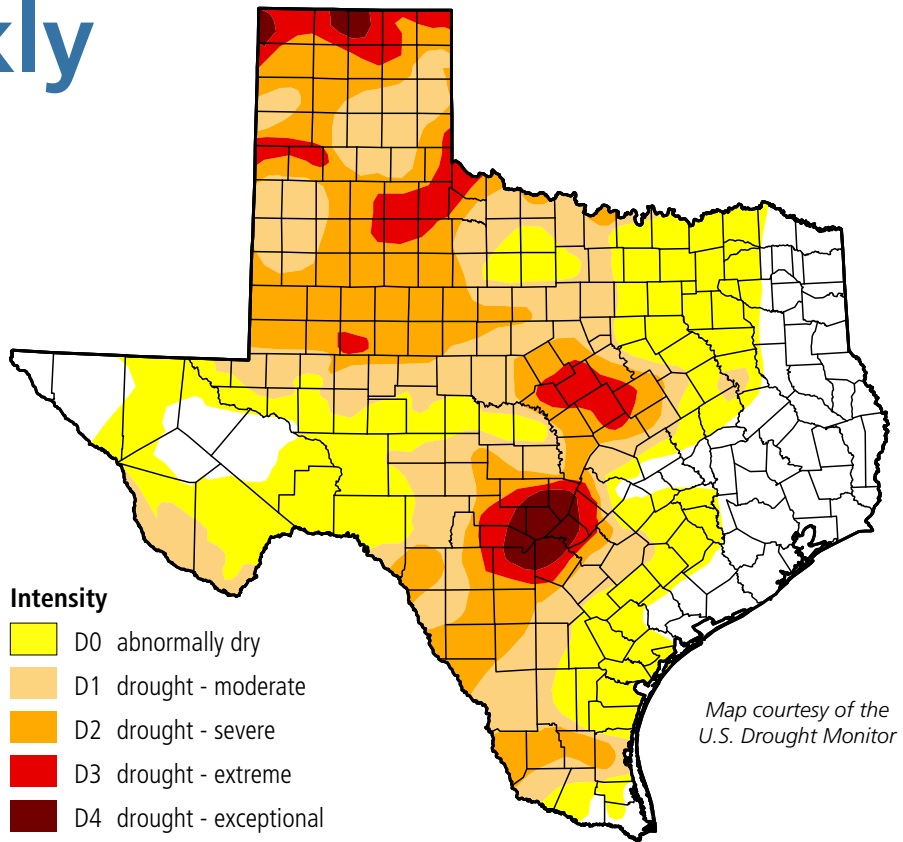 Intensity
D0 abnormally dry
D1 drought - moderate
D2 drought - severe
D3 drought - extreme
D4 drought - exceptional
Map courtesy of the
U.S. Drought Monitor